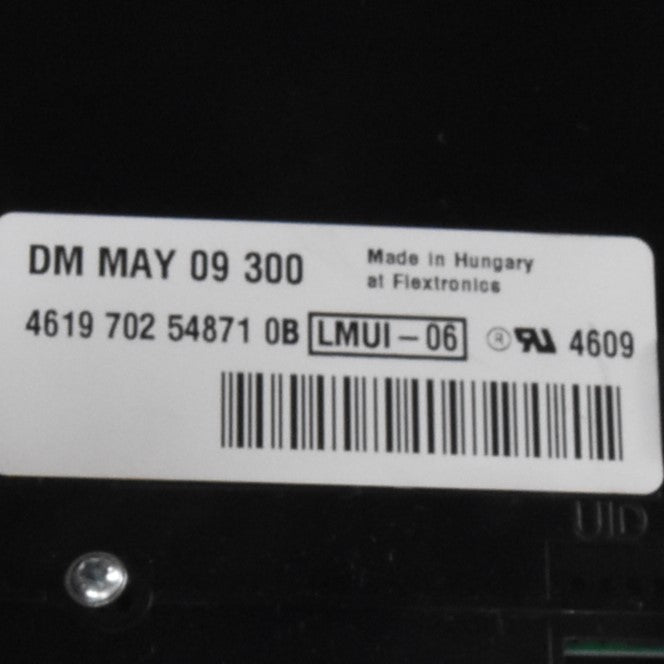 DM MAY 09 300
Made in Hungary
at Flextronics
4619 702 54871 0B LMUI-06 ® 4609
UID